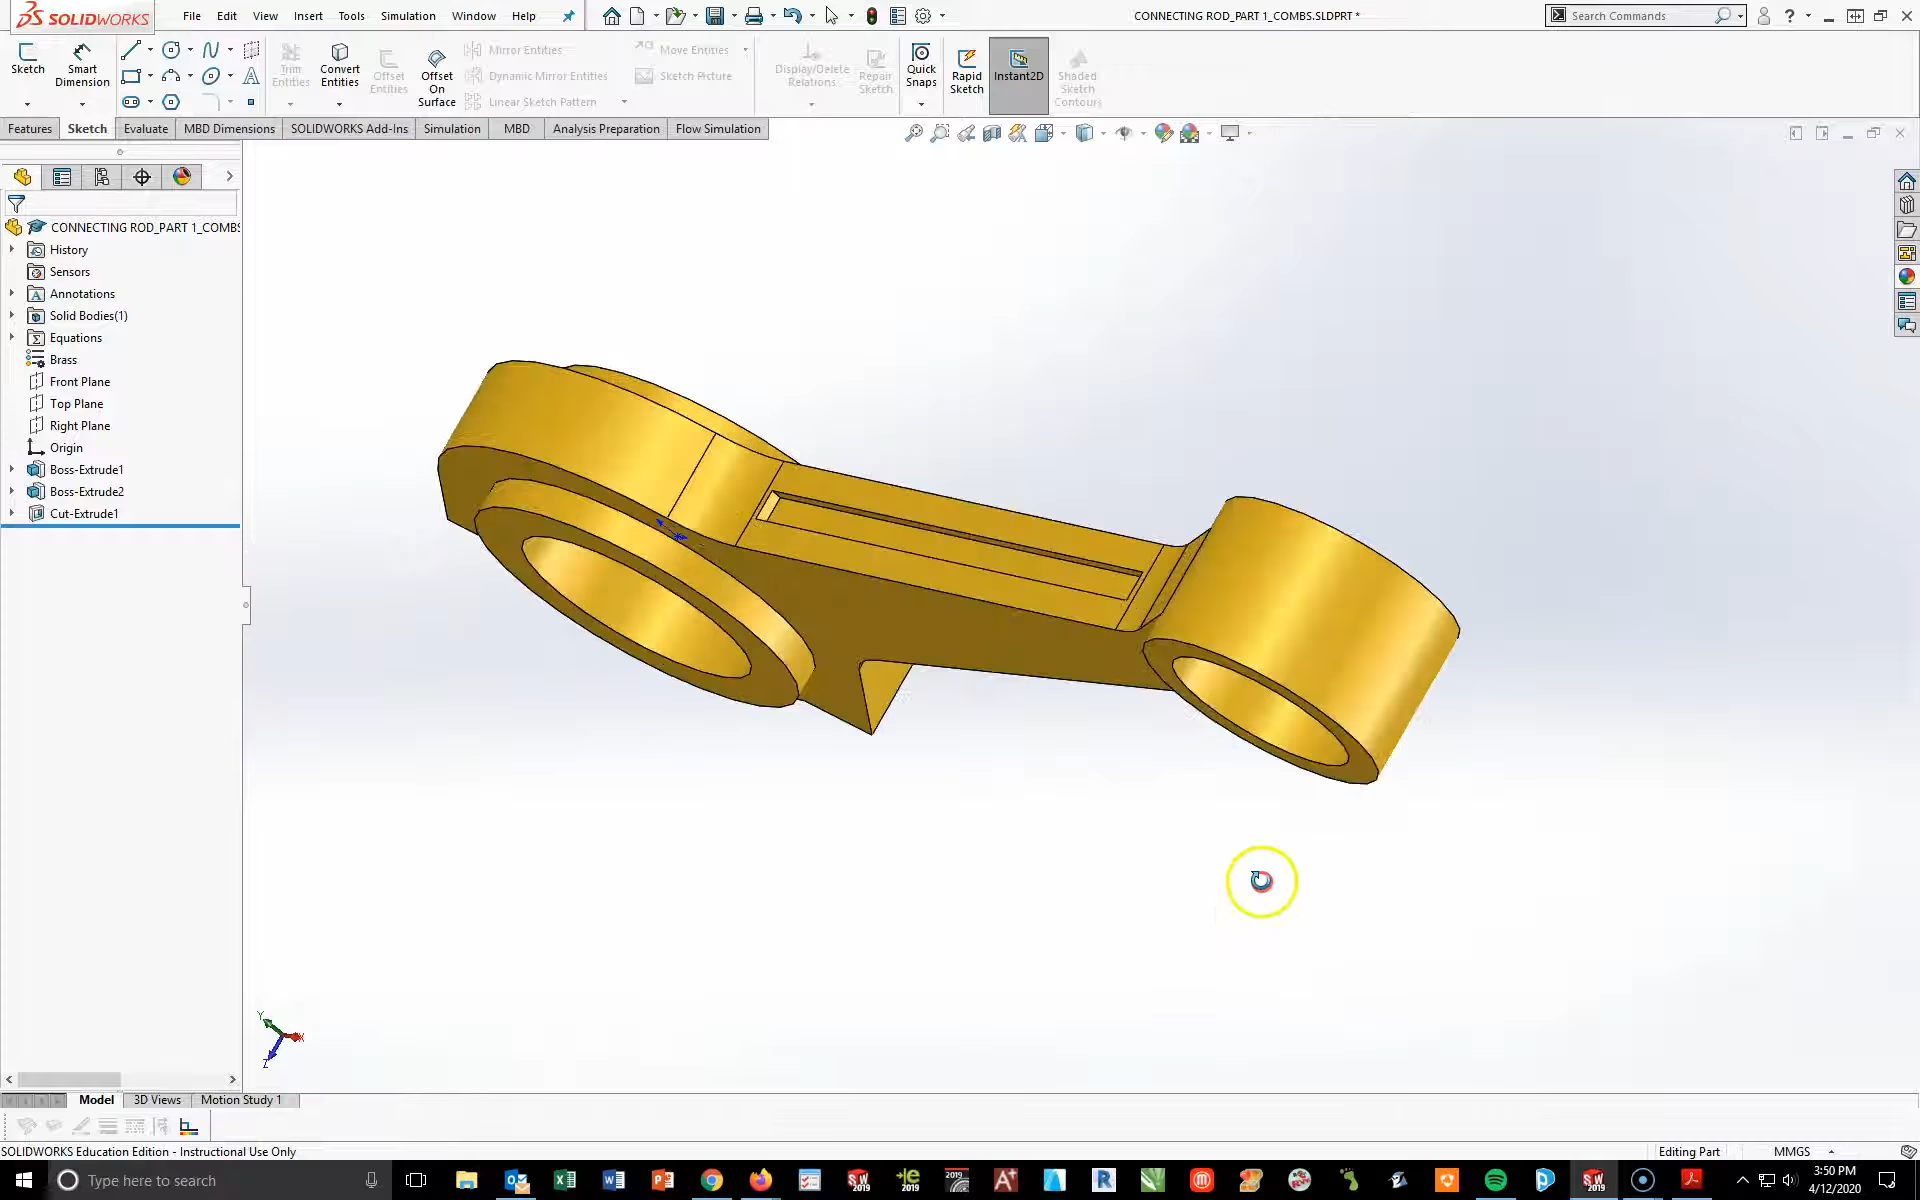 SOLIDWORKS File Edit View Insert Tools Simulation Window Help CONNECTING ROD_PART 1_COMBS.SLDPRT * Search Commands
Sketch Smart Dimension Trim Entities Convert Entities Offset Entities Offset On Surface Mirror Entities Dynamic Mirror Entities Linear Sketch Pattern Move Entities Sketch Picture Display/Delete Relations Repair Sketch Quick Snaps Rapid Sketch Instant2D Shaded Sketch Contours
Features Sketch Evaluate MBD Dimensions SOLIDWORKS Add-Ins Simulation MBD Analysis Preparation Flow Simulation
CONNECTING ROD_PART 1_COMBS
History
Sensors
Annotations
Solid Bodies(1)
Equations
Brass
Front Plane
Top Plane
Right Plane
Origin
Boss-Extrude1
Boss-Extrude2
Cut-Extrude1
Y
X
Z
Model 3D Views Motion Study 1
SOLIDWORKS Education Edition - Instructional Use Only Editing Part MMGS
Type here to search 3:50 PM
4/12/2020